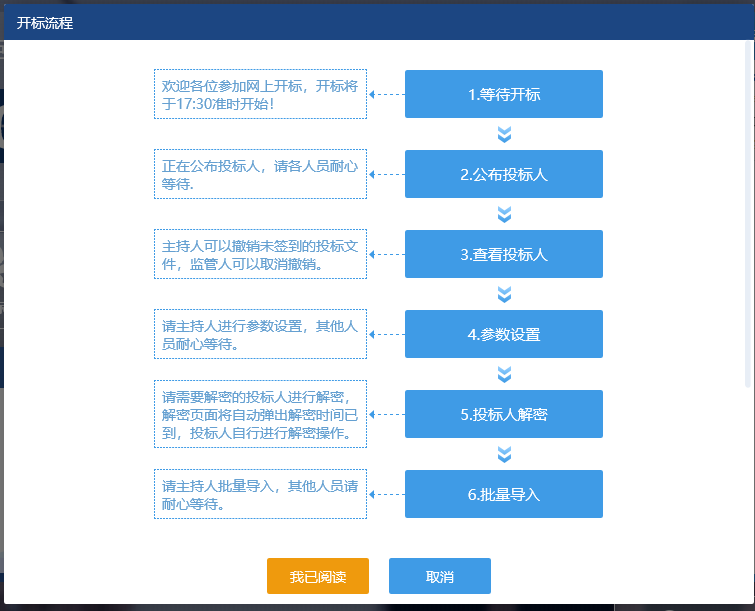 开标流程
欢迎各位参加网上开标，开标将
于17:30准时开始！
1.等待开标
正在公布投标人，请各人员耐心
等待.
2.公布投标人
主持人可以撤销未签到的投标文
件，监管人可以取消撤销。
3.查看投标人
请主持人进行参数设置，其他人
员耐心等待。
4.参数设置
请需要解密的投标人进行解密，
解密页面将自动弹出解密时间已
到，投标人自行进行解密操作。
5.投标人解密
请主持人批量导入，其他人员请
耐心等待。
6.批量导入
我已阅读
取消